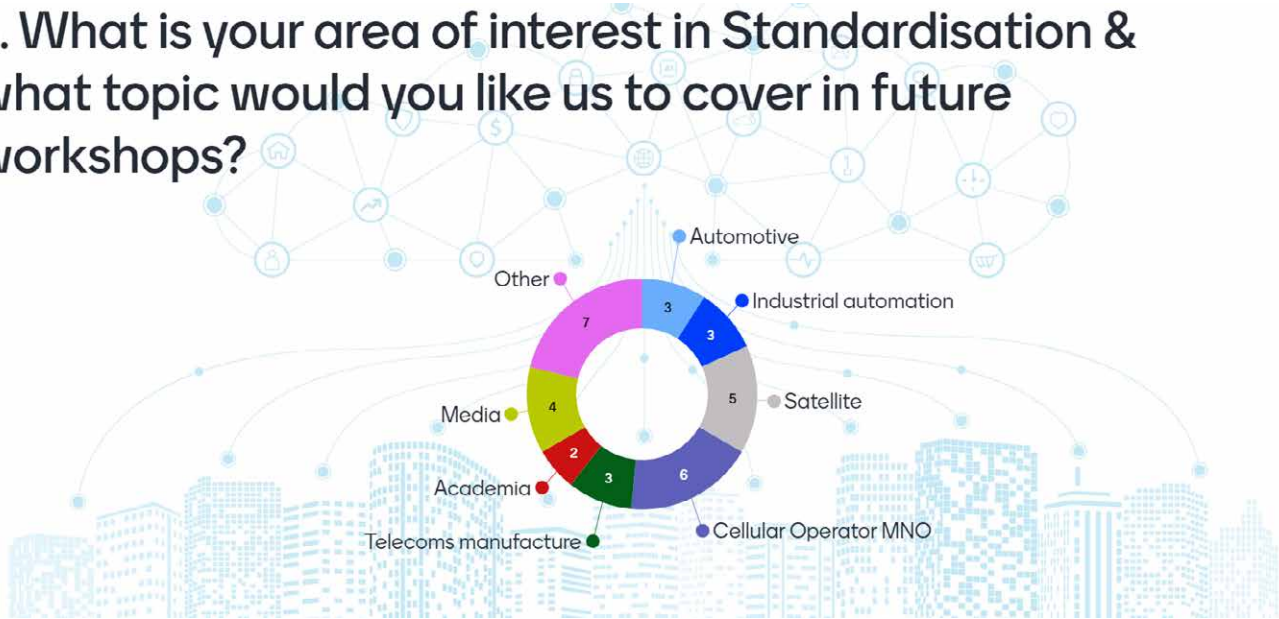 . What is your area of interest in Standardisation &
what topic would you like us to cover in future
workshops?
Automotive
Other
3
Industrial automation
7
3
5
Satellite
Media
4
2
6
Academia
3
Cellular Operator MNO
Telecoms manufacture